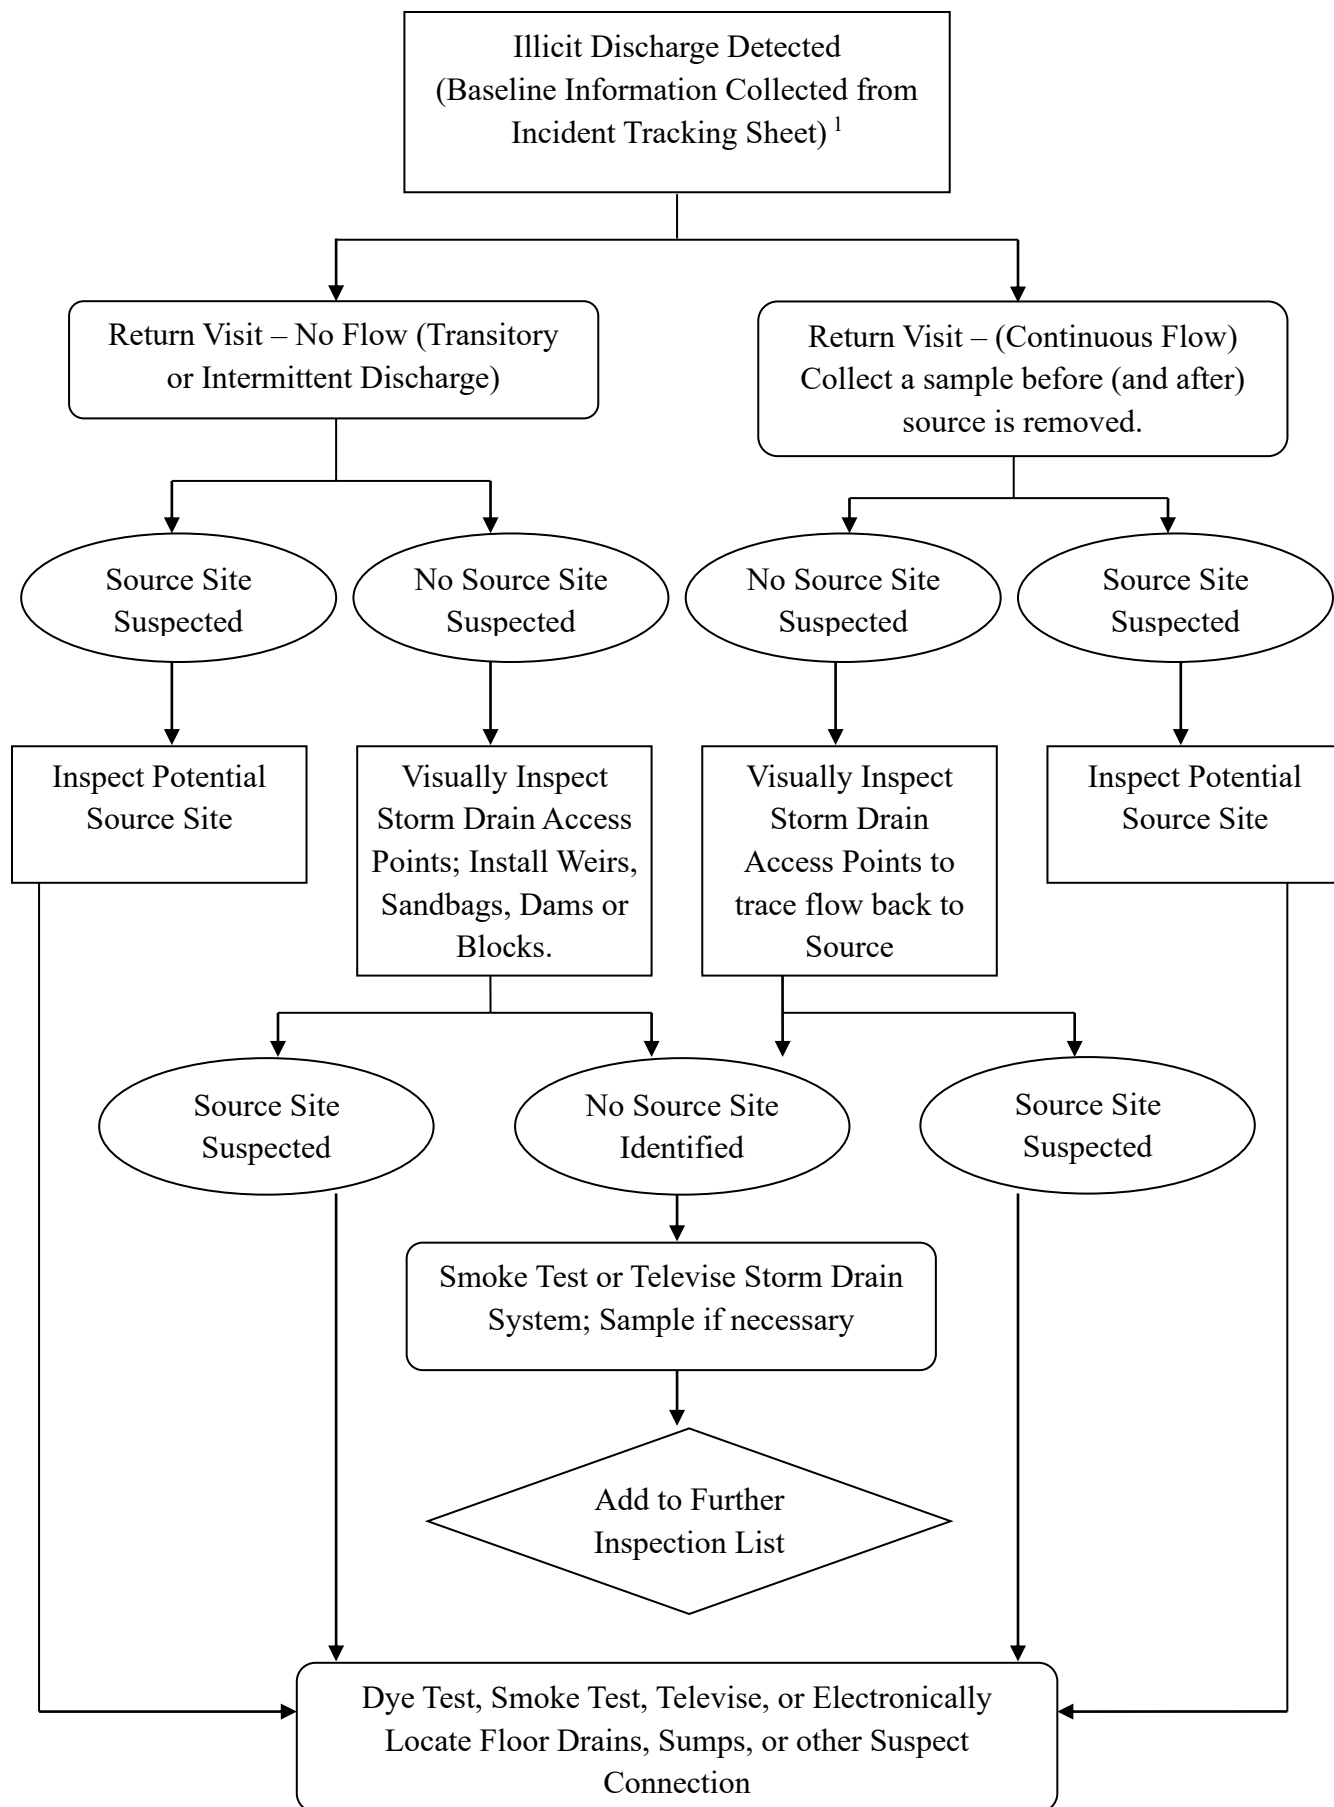 Illicit Discharge Detected
(Baseline Information Collected from
Incident Tracking Sheet) 1
Return Visit – No Flow (Transitory
or Intermittent Discharge)
Return Visit – (Continuous Flow)
Collect a sample before (and after)
source is removed.
Source Site
Suspected
No Source Site
Suspected
No Source Site
Suspected
Source Site
Suspected
Inspect Potential
Source Site
Visually Inspect
Storm Drain Access
Points; Install Weirs,
Sandbags, Dams or
Blocks.
Visually Inspect
Storm Drain
Access Points to
trace flow back to
Source
Inspect Potential
Source Site
Source Site
Suspected
No Source Site
Identified
Source Site
Suspected
Smoke Test or Televise Storm Drain
System; Sample if necessary
Add to Further
Inspection List
Dye Test, Smoke Test, Televise, or Electronically
Locate Floor Drains, Sumps, or other Suspect
Connection